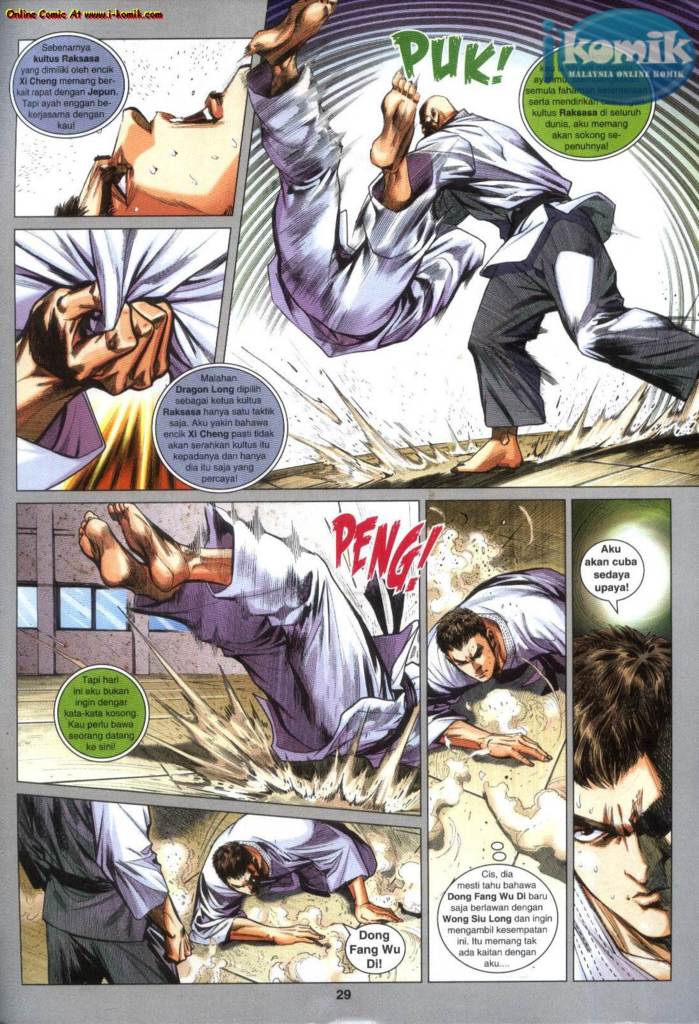 Online Comic At www.i-komik.com
i komik
MALAYSIA ONLINE KOMIK
Sebenarnya
kultus Raksasa
yang dimiliki oleh encik
Xi Cheng memang ber-
kait rapat dengan Jepun.
Tapi ayah enggan be-
kerjasama dengan
kau!
PUK!
semula fahaman
serta mendirikan
kultus Raksasa di seluruh
dunia, aku memang
akan sokong se-
penuhnya!
Malahan
Dragon Long dipilih
sebagai ketua kultus
Raksasa hanya satu taktik
saja. Aku yakin bahawa
encik Xi Cheng pasti tidak
akan serahkan kultus itu
kepadanya dan hanya
dia itu saja yang
percaya!
PENG!
Tapi hari
ini aku bukan
ingin dengar
kata-kata kosong.
Kau perlu bawa
seorang datang
ke sini!
Aku
akan cuba
sedaya
upaya!
Dong
Fang Wu
Di!
Cis, dia
mesti tahu bahawa
Dong Fang Wu Di baru
saja berlawan dengan
Wong Siu Long dan ingin
mengambil kesempatan
ini. Itu memang tak
ada kaitan dengan
aku....
29